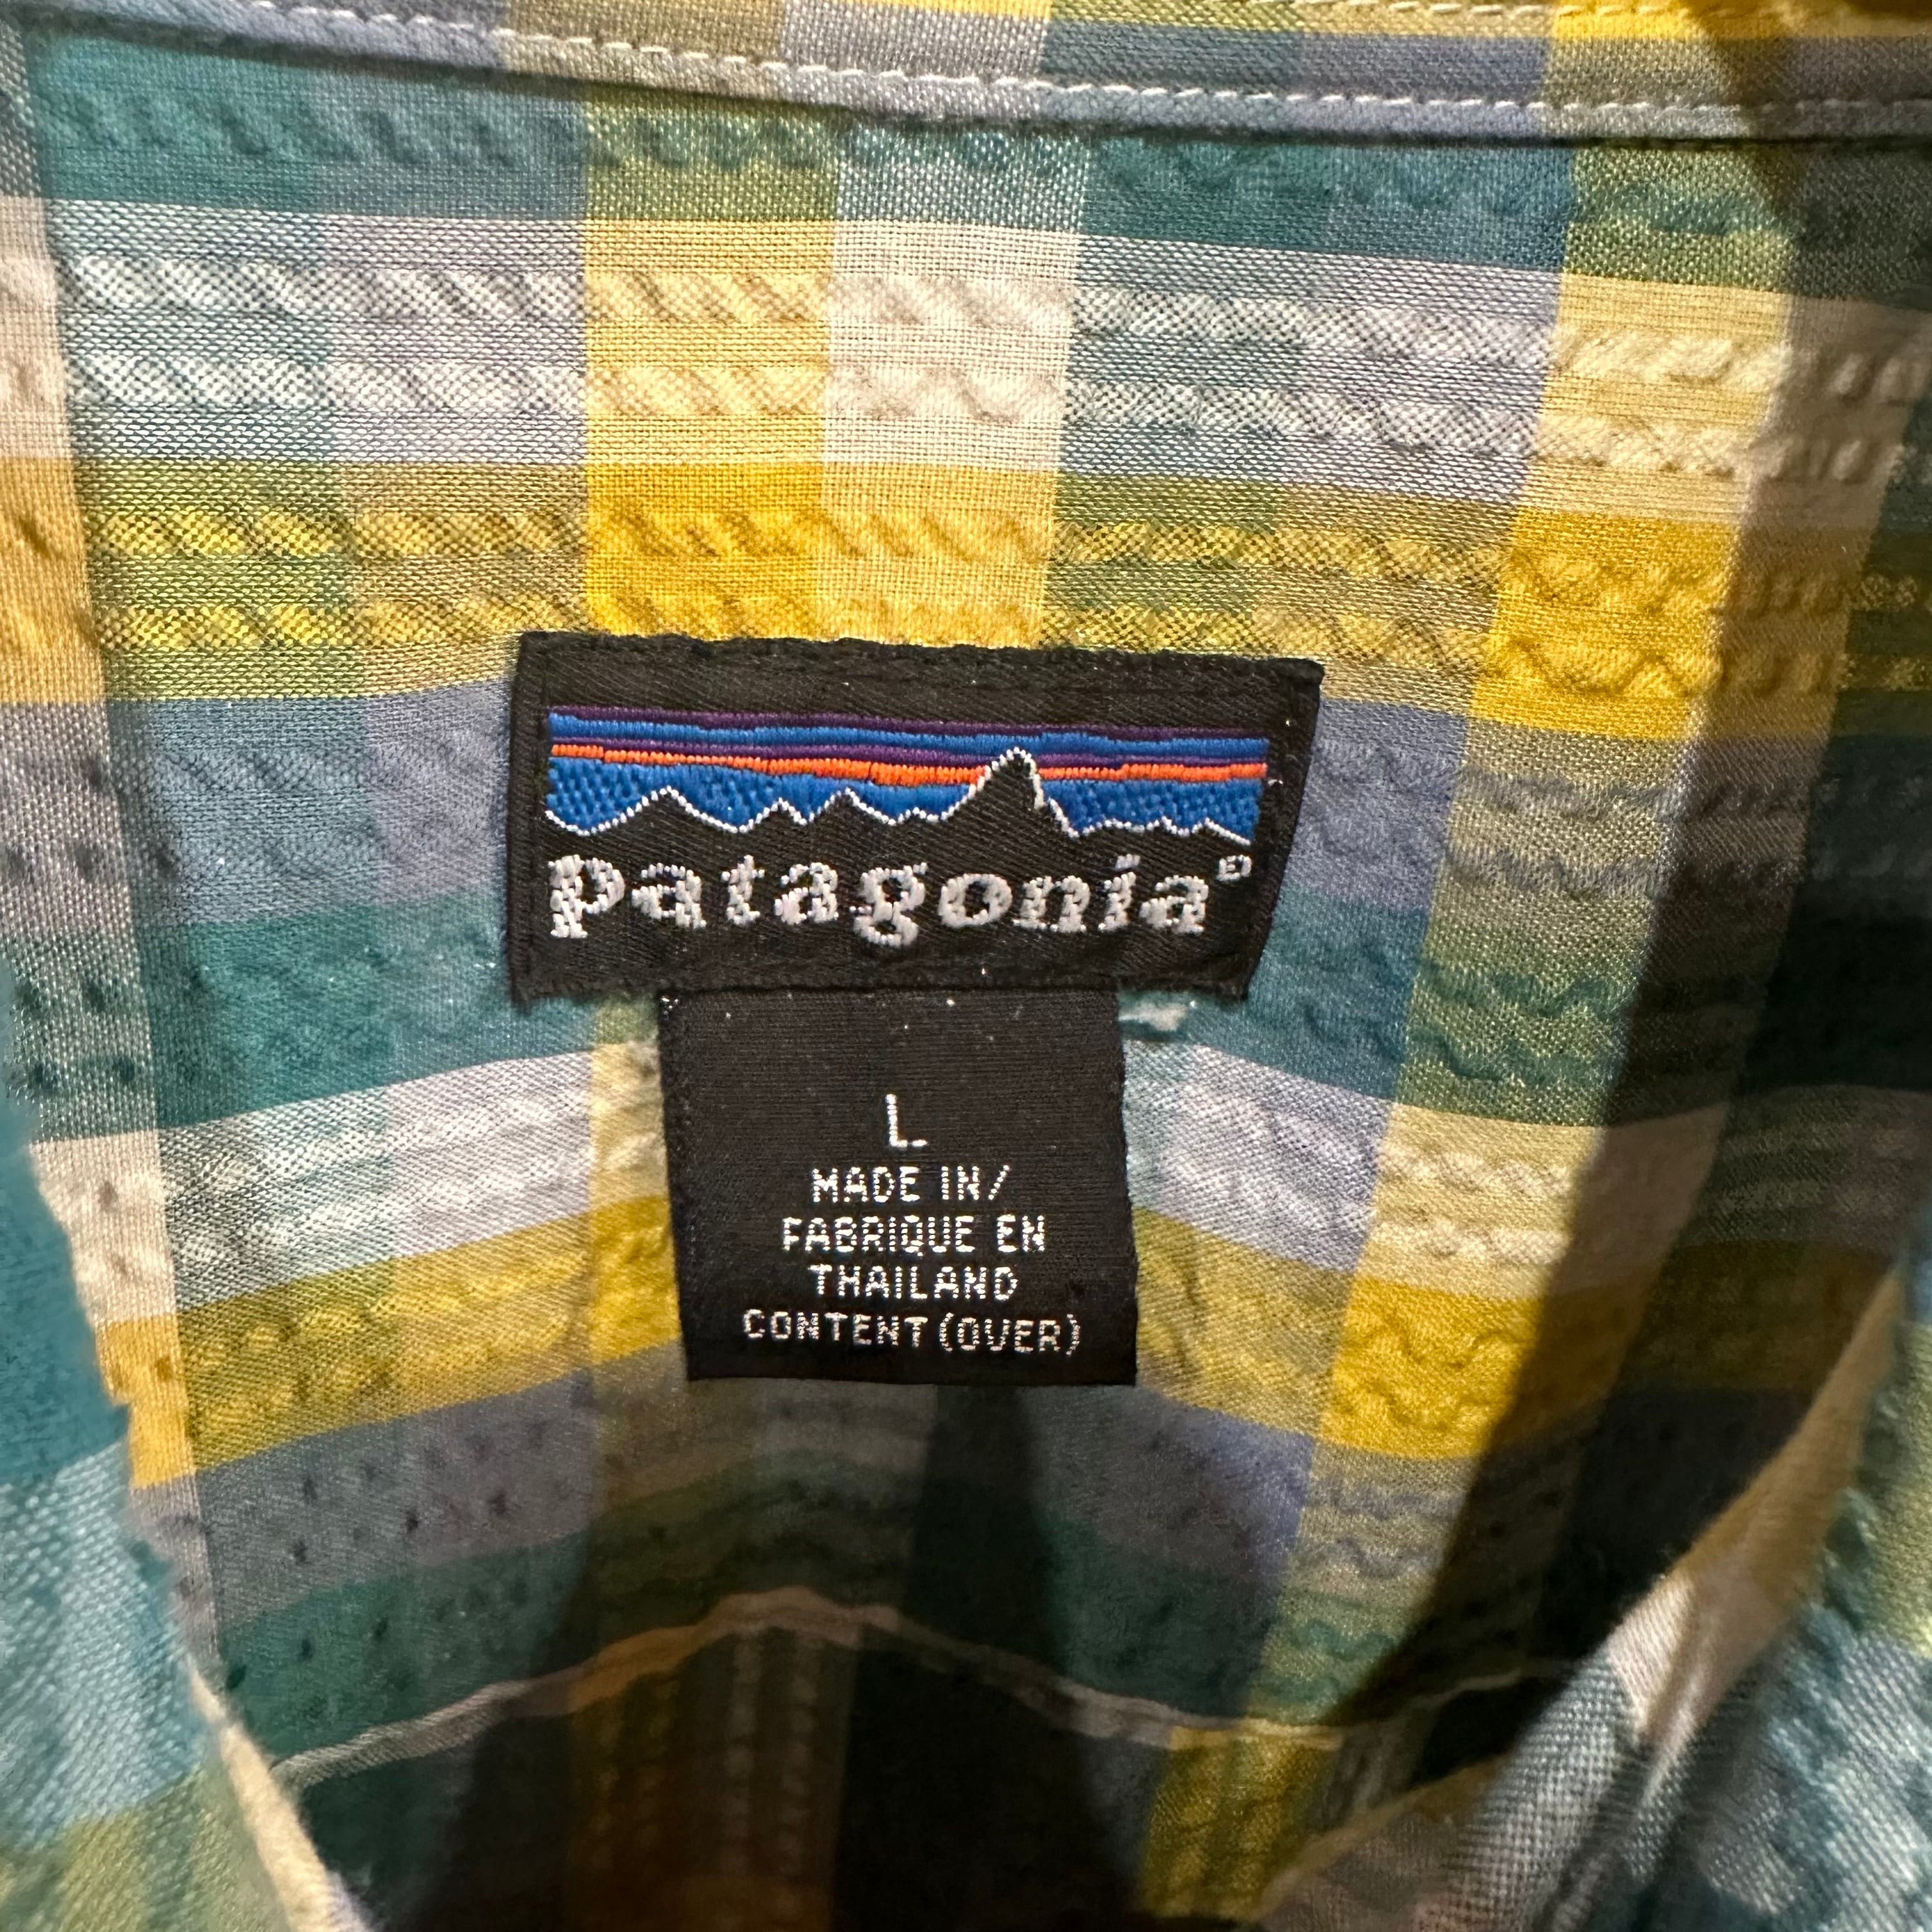 patagonia®
L
MADE IN/
FABRIQUE EN
THAILAND
CONTENT (OVER)